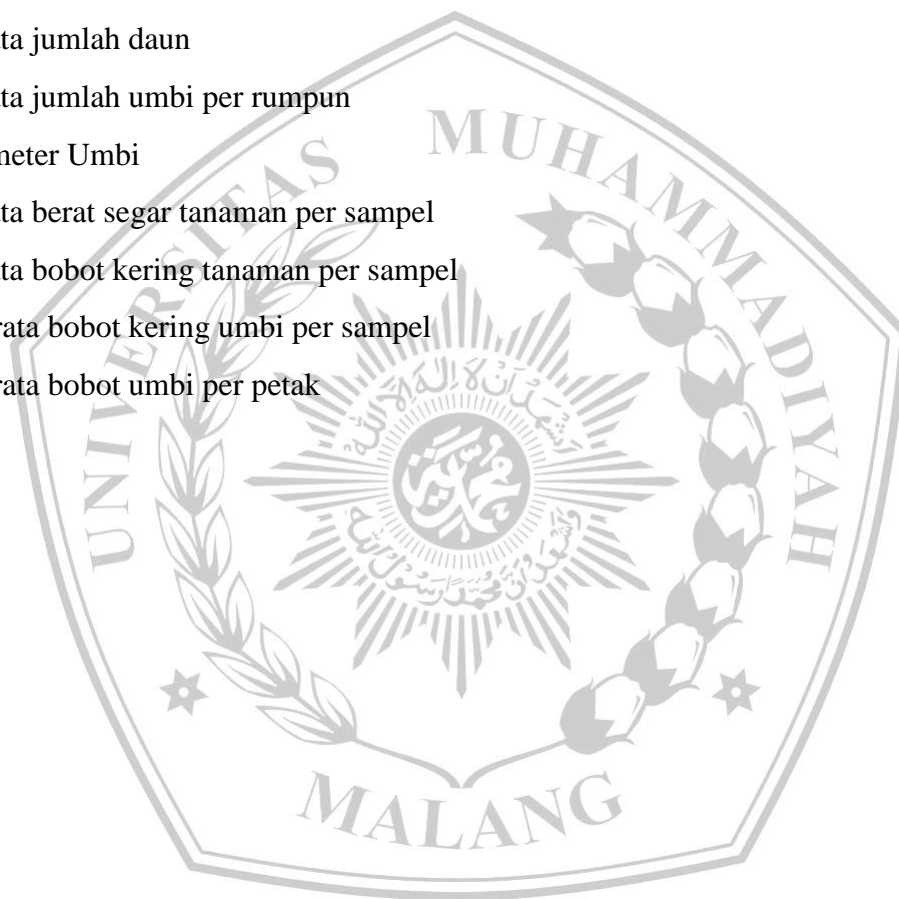 ta jumlah daun
ta jumlah umbi per rumpun
meter Umbi
ta berat segar tanaman per sampel
ta bobot kering tanaman per sampel
rata bobot kering umbi per sampel
rata bobot umbi per petak
UNIVERSITAS MUHAMMADIYAH
MALANG